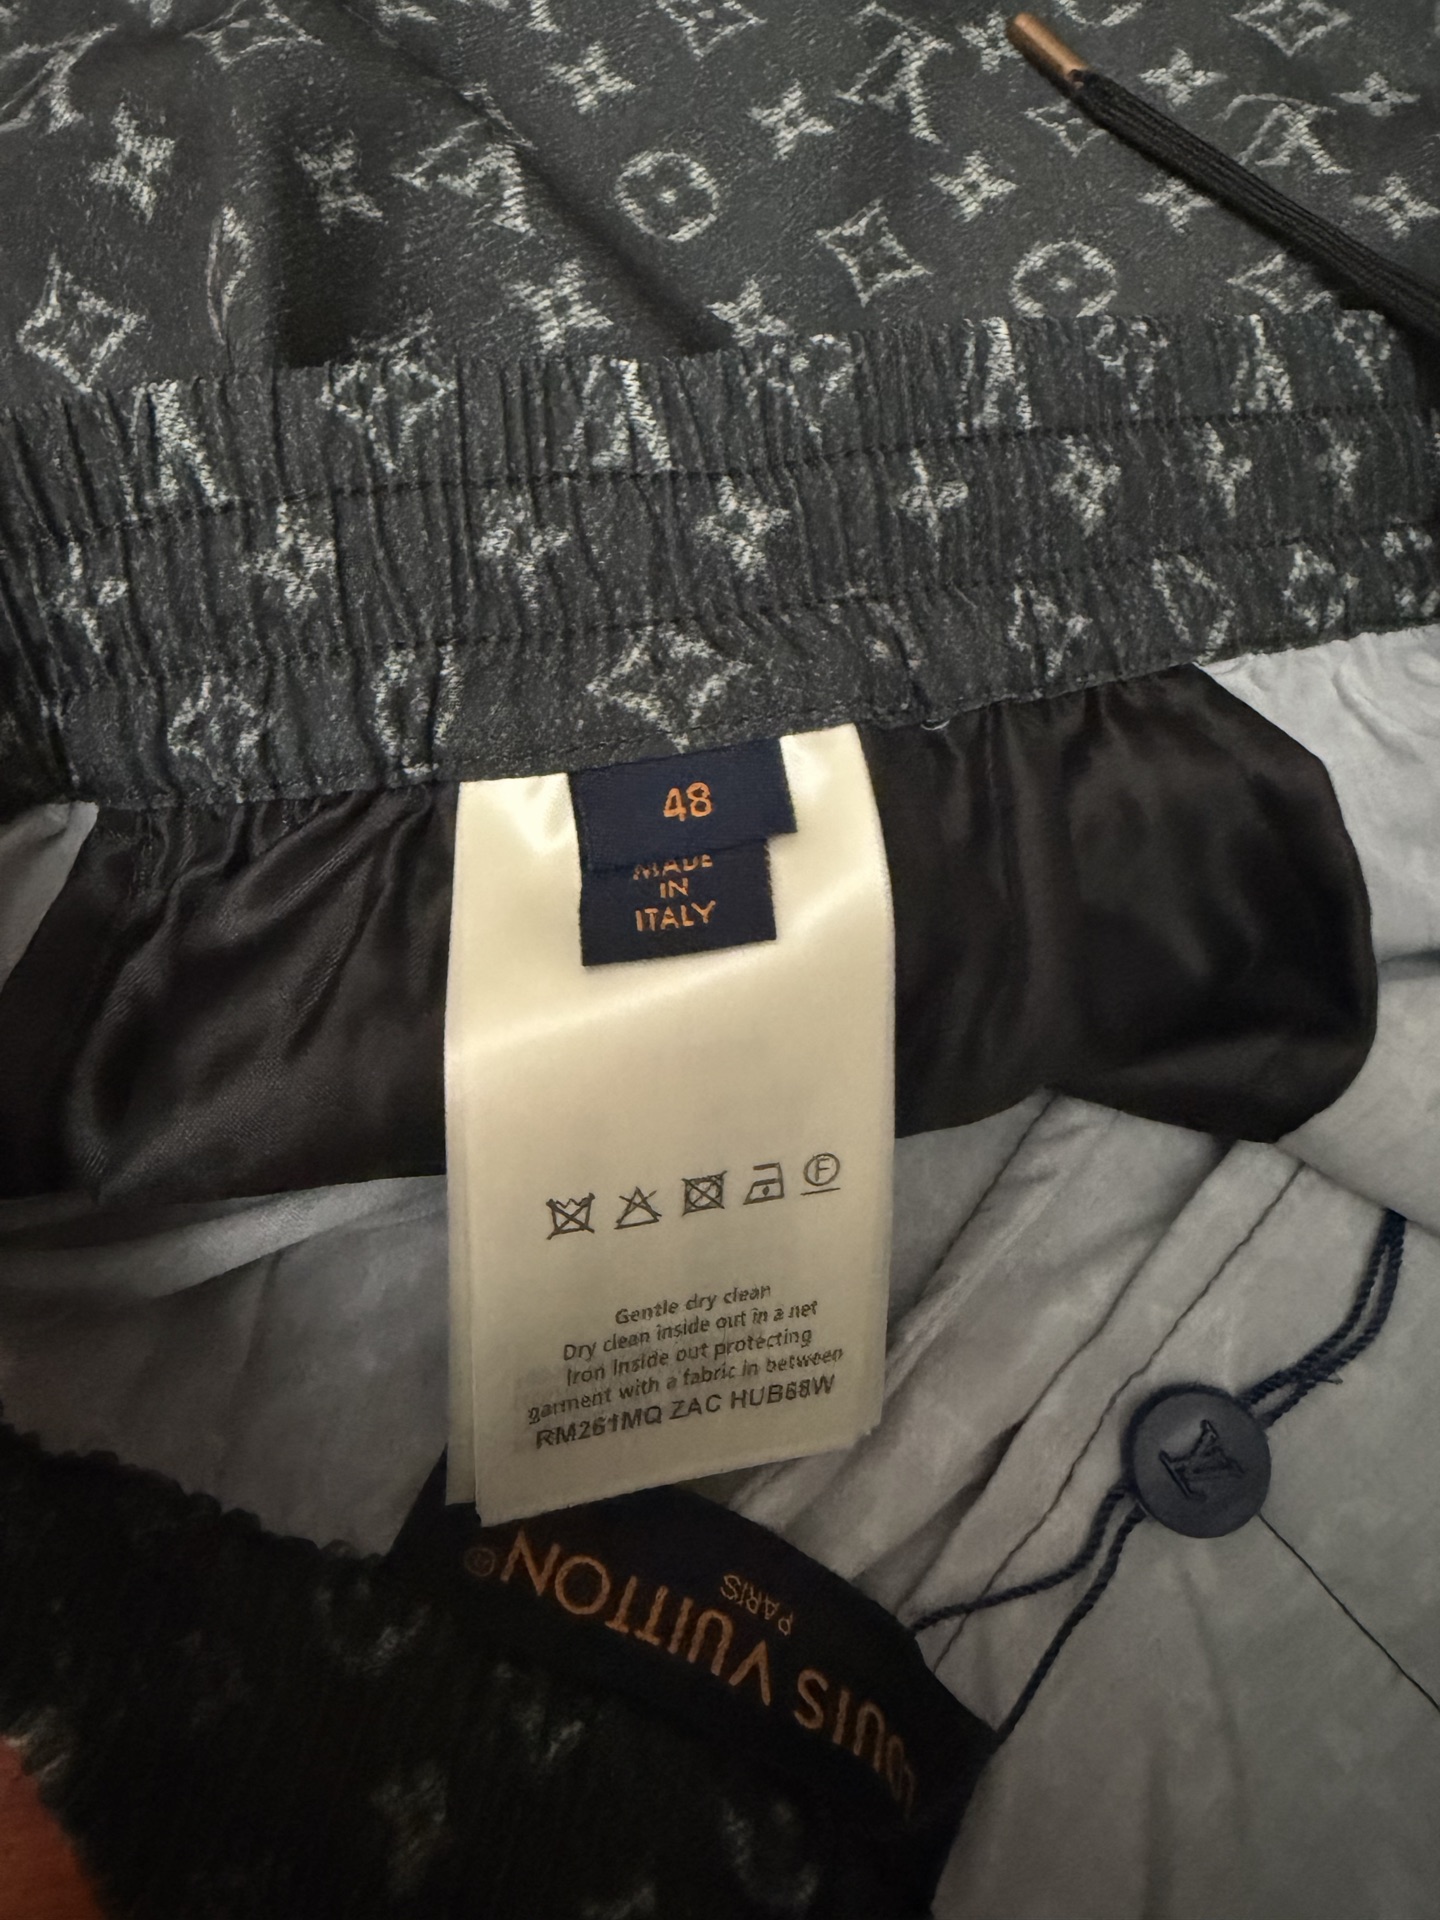 48
MADE
IN
ITALY
F
Gentle dry clean
Dry clean inside out in a net
Iron Inside out protecting
garment with a fabric in between
RM261MQ ZAC HUB68W
LOUIS VUITTON®
PARIS
LV